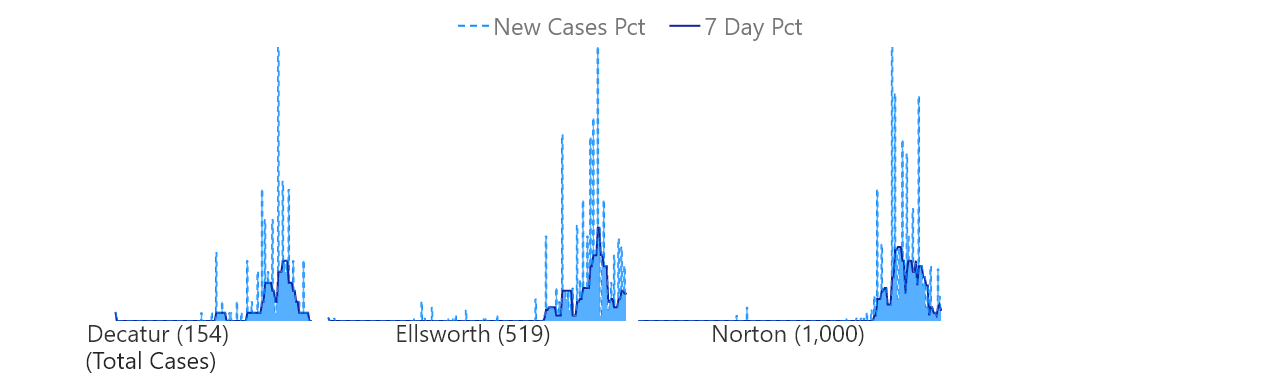 New Cases Pct 7 Day Pct
Decatur (154) Ellsworth (519) Norton (1,000)
(Total Cases)